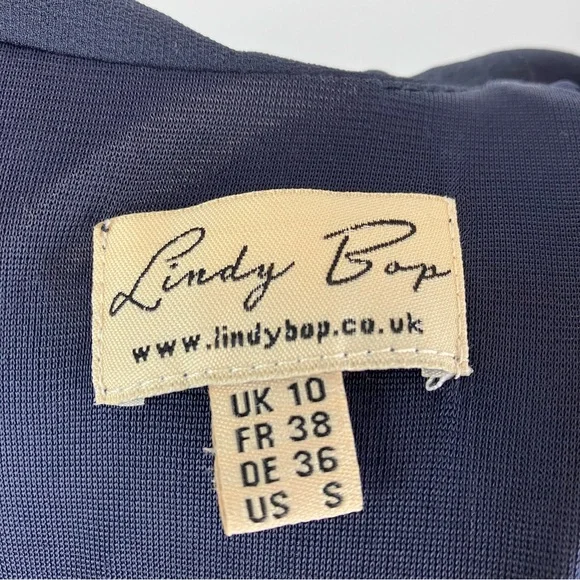 Lindy Bop
www.lindybop.co.uk
UK 10
FR 38
DE 36
US S